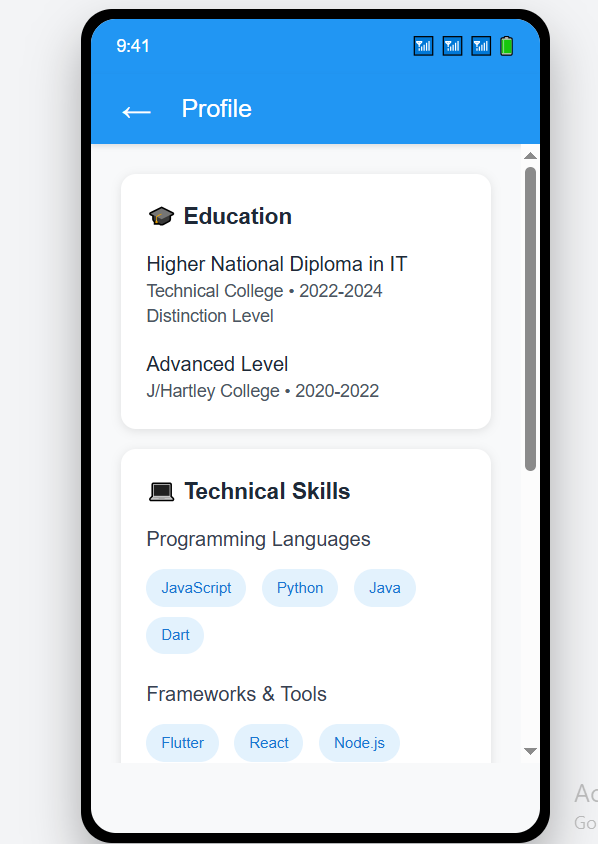 9:41
← Profile
🎓 Education
Higher National Diploma in IT
Technical College • 2022-2024
Distinction Level
Advanced Level
J/Hartley College • 2020-2022
💻 Technical Skills
Programming Languages
JavaScript Python Java
Dart
Frameworks & Tools
Flutter React Node.js
Go